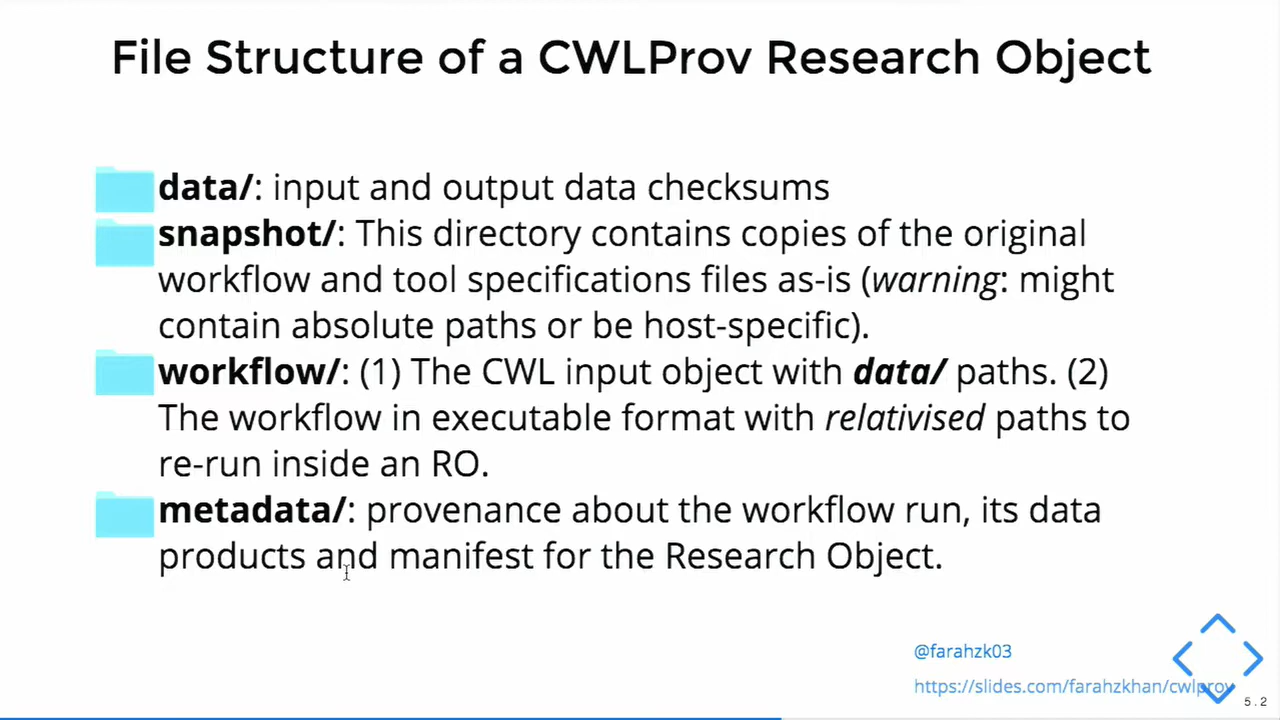 File Structure of a CWLProv Research Object
data/: input and output data checksums
snapshot/: This directory contains copies of the original
workflow and tool specifications files as-is (warning: might
contain absolute paths or be host-specific).
workflow/: (1) The CWL input object with data/ paths. (2)
The workflow in executable format with relativised paths to
re-run inside an RO.
metadata/: provenance about the workflow run, its data
products and manifest for the Research Object.
@farahzk03
https://slides.com/farahzkhan/cwlprov
5.2